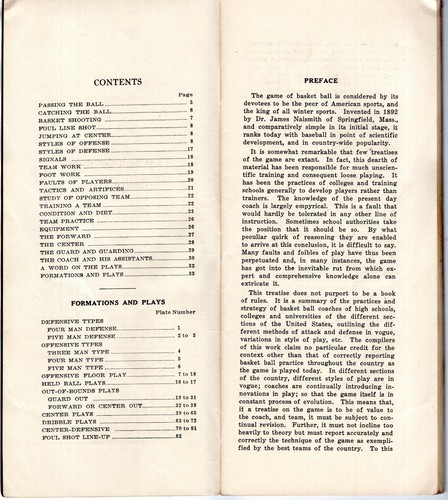 CONTENTS
Page
PASSING THE BALL 5
CATCHING THE BALL 6
BASKET SHOOTING 7
FOUL LINE SHOT 8
JUMPING AT CENTER 8
STYLES OF OFFENSE 8
STYLES OF DEFENSE 17
SIGNALS 18
TEAM WORK 18
FOOT WORK 19
FAULTS OF PLAYERS 20
TACTICS AND ARTIFICES 21
STUDY OF OPPOSING TEAM 22
TRAINING A TEAM 22
CONDITION AND DIET 23
TEAM PRACTICE 25
EQUIPMENT 26
THE FORWARD 27
THE CENTER 28
THE GUARD AND GUARDING 29
THE COACH AND HIS ASSISTANTS 30
A WORD ON THE PLAYS 32
FORMATIONS AND PLAYS 33
FORMATIONS AND PLAYS
Plate Number
DEFENSIVE TYPES
FOUR MAN DEFENSE 1
FIVE MAN DEFENSE 2 to 3
OFFENSIVE TYPES
THREE MAN TYPE 4
FOUR MAN TYPE 5
FIVE MAN TYPE 6
OFFENSIVE FLOOR PLAY 7 to 15
HELD BALL PLAYS 16 to 17
OUT-OF-BOUNDS PLAYS
GUARD OUT 19 to 31
FORWARD OR CENTER OUT 32 to 38
CENTER PLAYS 39 to 65
DRIBBLE PLAYS 63 to 72
CENTER-DEFENSIVE 70 to 81
FOUL SHOT LINE-UP 82
PREFACE
The game of basket ball is considered by its
devotees to be the peer of American sports, and
the king of all winter sports. Invented in 1892
by Dr. James Naismith of Springfield, Mass.,
and comparatively simple in its initial stage, it
ranks today with baseball in point of scientific
development, and in country-wide popularity.
It is somewhat remarkable that few treatises
of the game are extant. In fact, this dearth of
material has been responsible for much unscien-
tific training and consequent loose playing. It
has been the practices of colleges and training
schools generally to develop players rather than
trainers. The knowledge of the present day
coach is largely empirical. This is a fault that
would hardly be tolerated in any other line of
instruction. Sometimes school authorities take
the position that it should be so. By what
peculiar quirk of reasoning they are enabled
to arrive at this conclusion, it is difficult to say.
Many faults and foibles of play have thus been
perpetuated and, in many instances, the game
has got into the inevitable rut from which ex-
pert and comprehensive knowledge alone can
extricate it.
This treatise does not purport to be a book
of rules. It is a summary of the practices and
strategy of basket ball coaches of high schools,
colleges and universities of the different sec-
tions of the United States, outlining the dif-
ferent methods of attack and defense in vogue,
variations in style of play, etc. The compilers
of this work claim no particular credit for the
context other than that of correctly reporting
basket ball practice throughout the country as
the game is played today. In different sections
of the country, different styles of play are in
vogue; coaches are continually introducing in-
novations in play; so that the game itself is in
constant process of evolution. This means that,
if a treatise on the game is to be of value to
the coach, and team, it must be subject to con-
tinual revision. Further, it must not incline too
heavily to theory but must report accurately and
correctly the technique of the game as exempli-
fied by the best teams of the country. To this